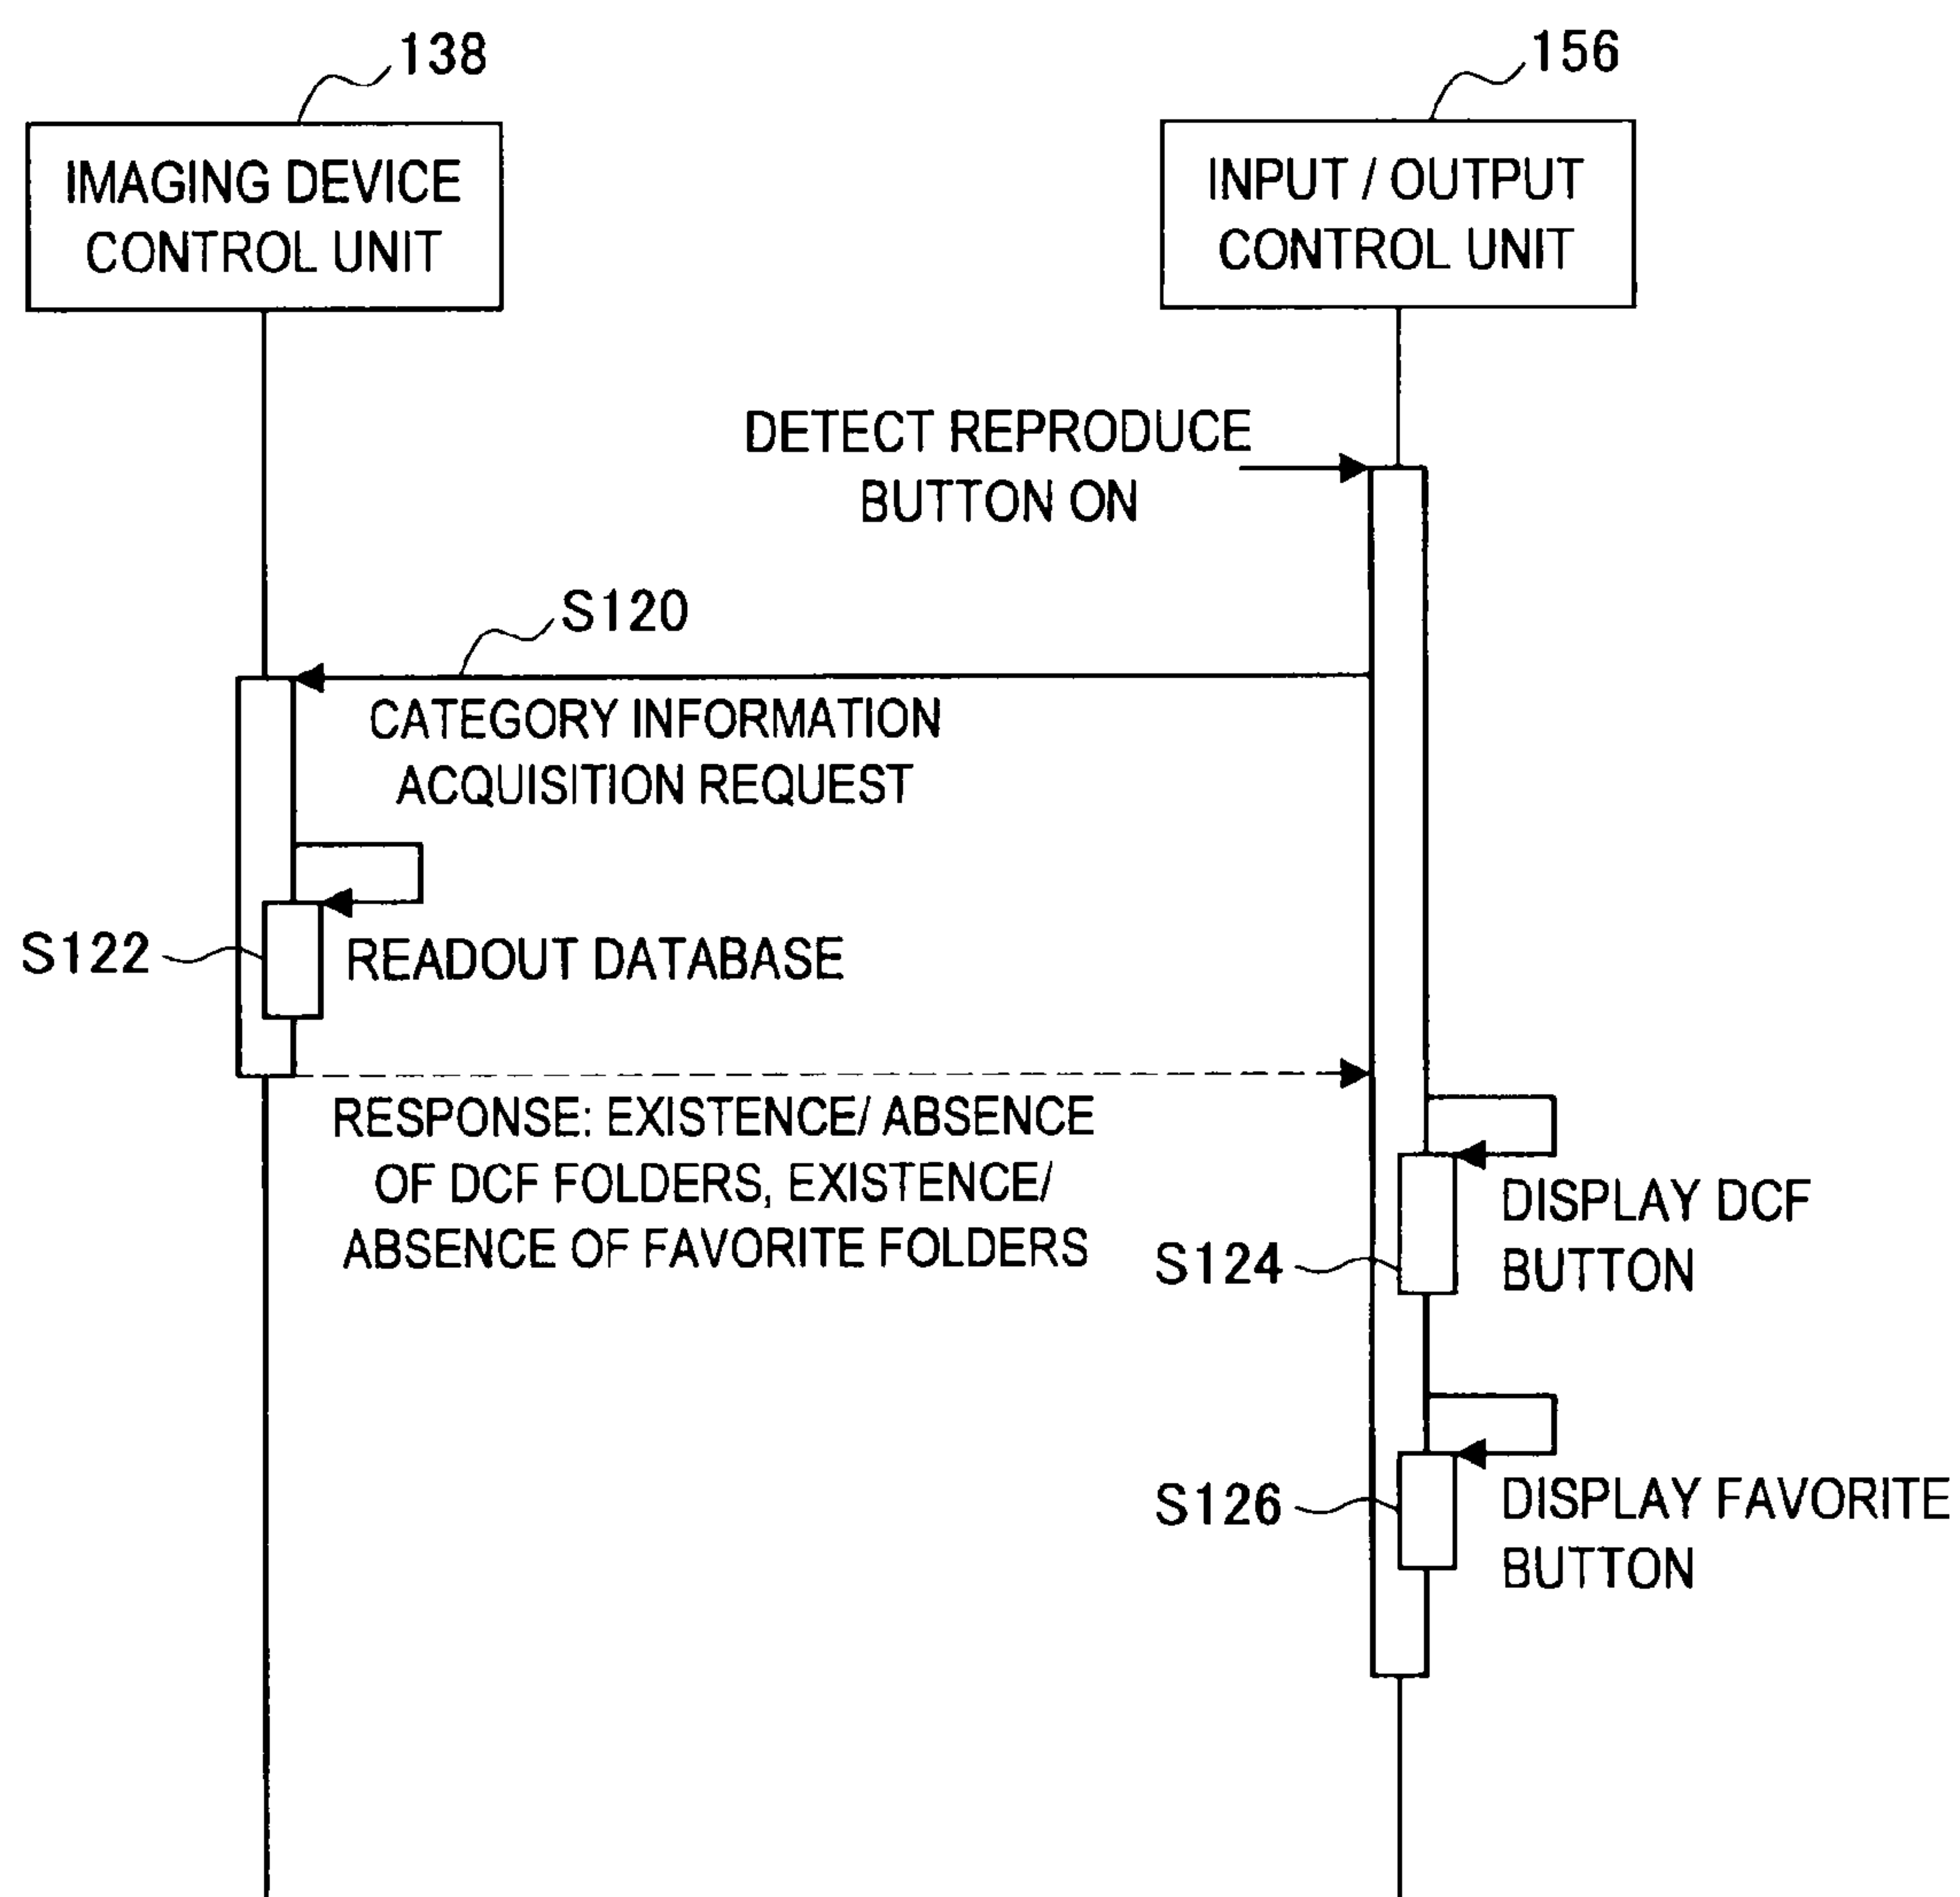 138
156
IMAGING DEVICE
CONTROL UNIT
INPUT / OUTPUT
CONTROL UNIT
DETECT REPRODUCE
BUTTON ON
S120
CATEGORY INFORMATION
ACQUISITION REQUEST
S122
READOUT DATABASE
RESPONSE: EXISTENCE/ ABSENCE
OF DCF FOLDERS, EXISTENCE/
ABSENCE OF FAVORITE FOLDERS
DISPLAY DCF
BUTTON
S124
DISPLAY FAVORITE
BUTTON
S126